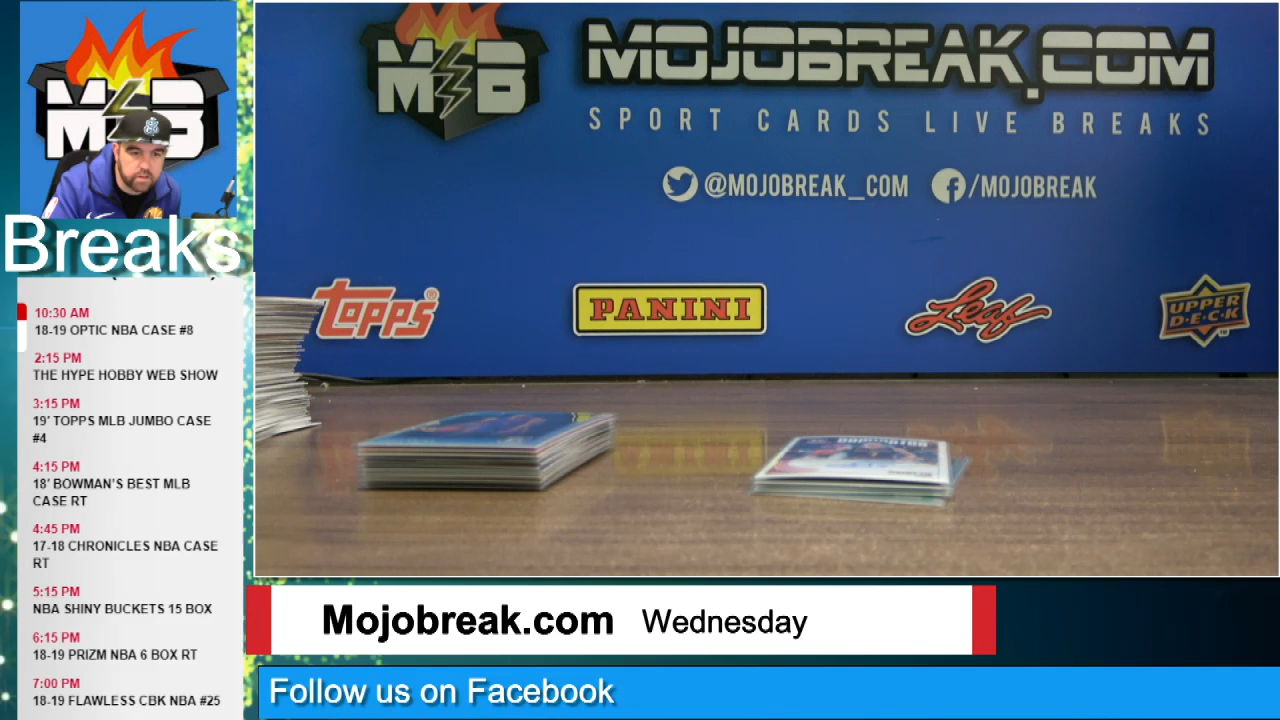 M B
MOJOBREAK.COM
SPORT CARDS LIVE BREAKS
@MOJOBREAK_COM /MOJOBREAK
M B
Breaks
10:30 AM
18-19 OPTIC NBA CASE #8
2:15 PM
THE HYPE HOBBY WEB SHOW
3:15 PM
19' TOPPS MLB JUMBO CASE
#4
4:15 PM
18' BOWMAN'S BEST MLB
CASE RT
4:45 PM
17-18 CHRONICLES NBA CASE
RT
5:15 PM
NBA SHINY BUCKETS 15 BOX
6:15 PM
18-19 PRIZM NBA 6 BOX RT
7:00 PM
18-19 FLAWLESS CBK NBA #25
TOPPS®
PANINI
Leaf
UPPER
D·E·C·K
Mojobreak.com Wednesday
Follow us on Facebook